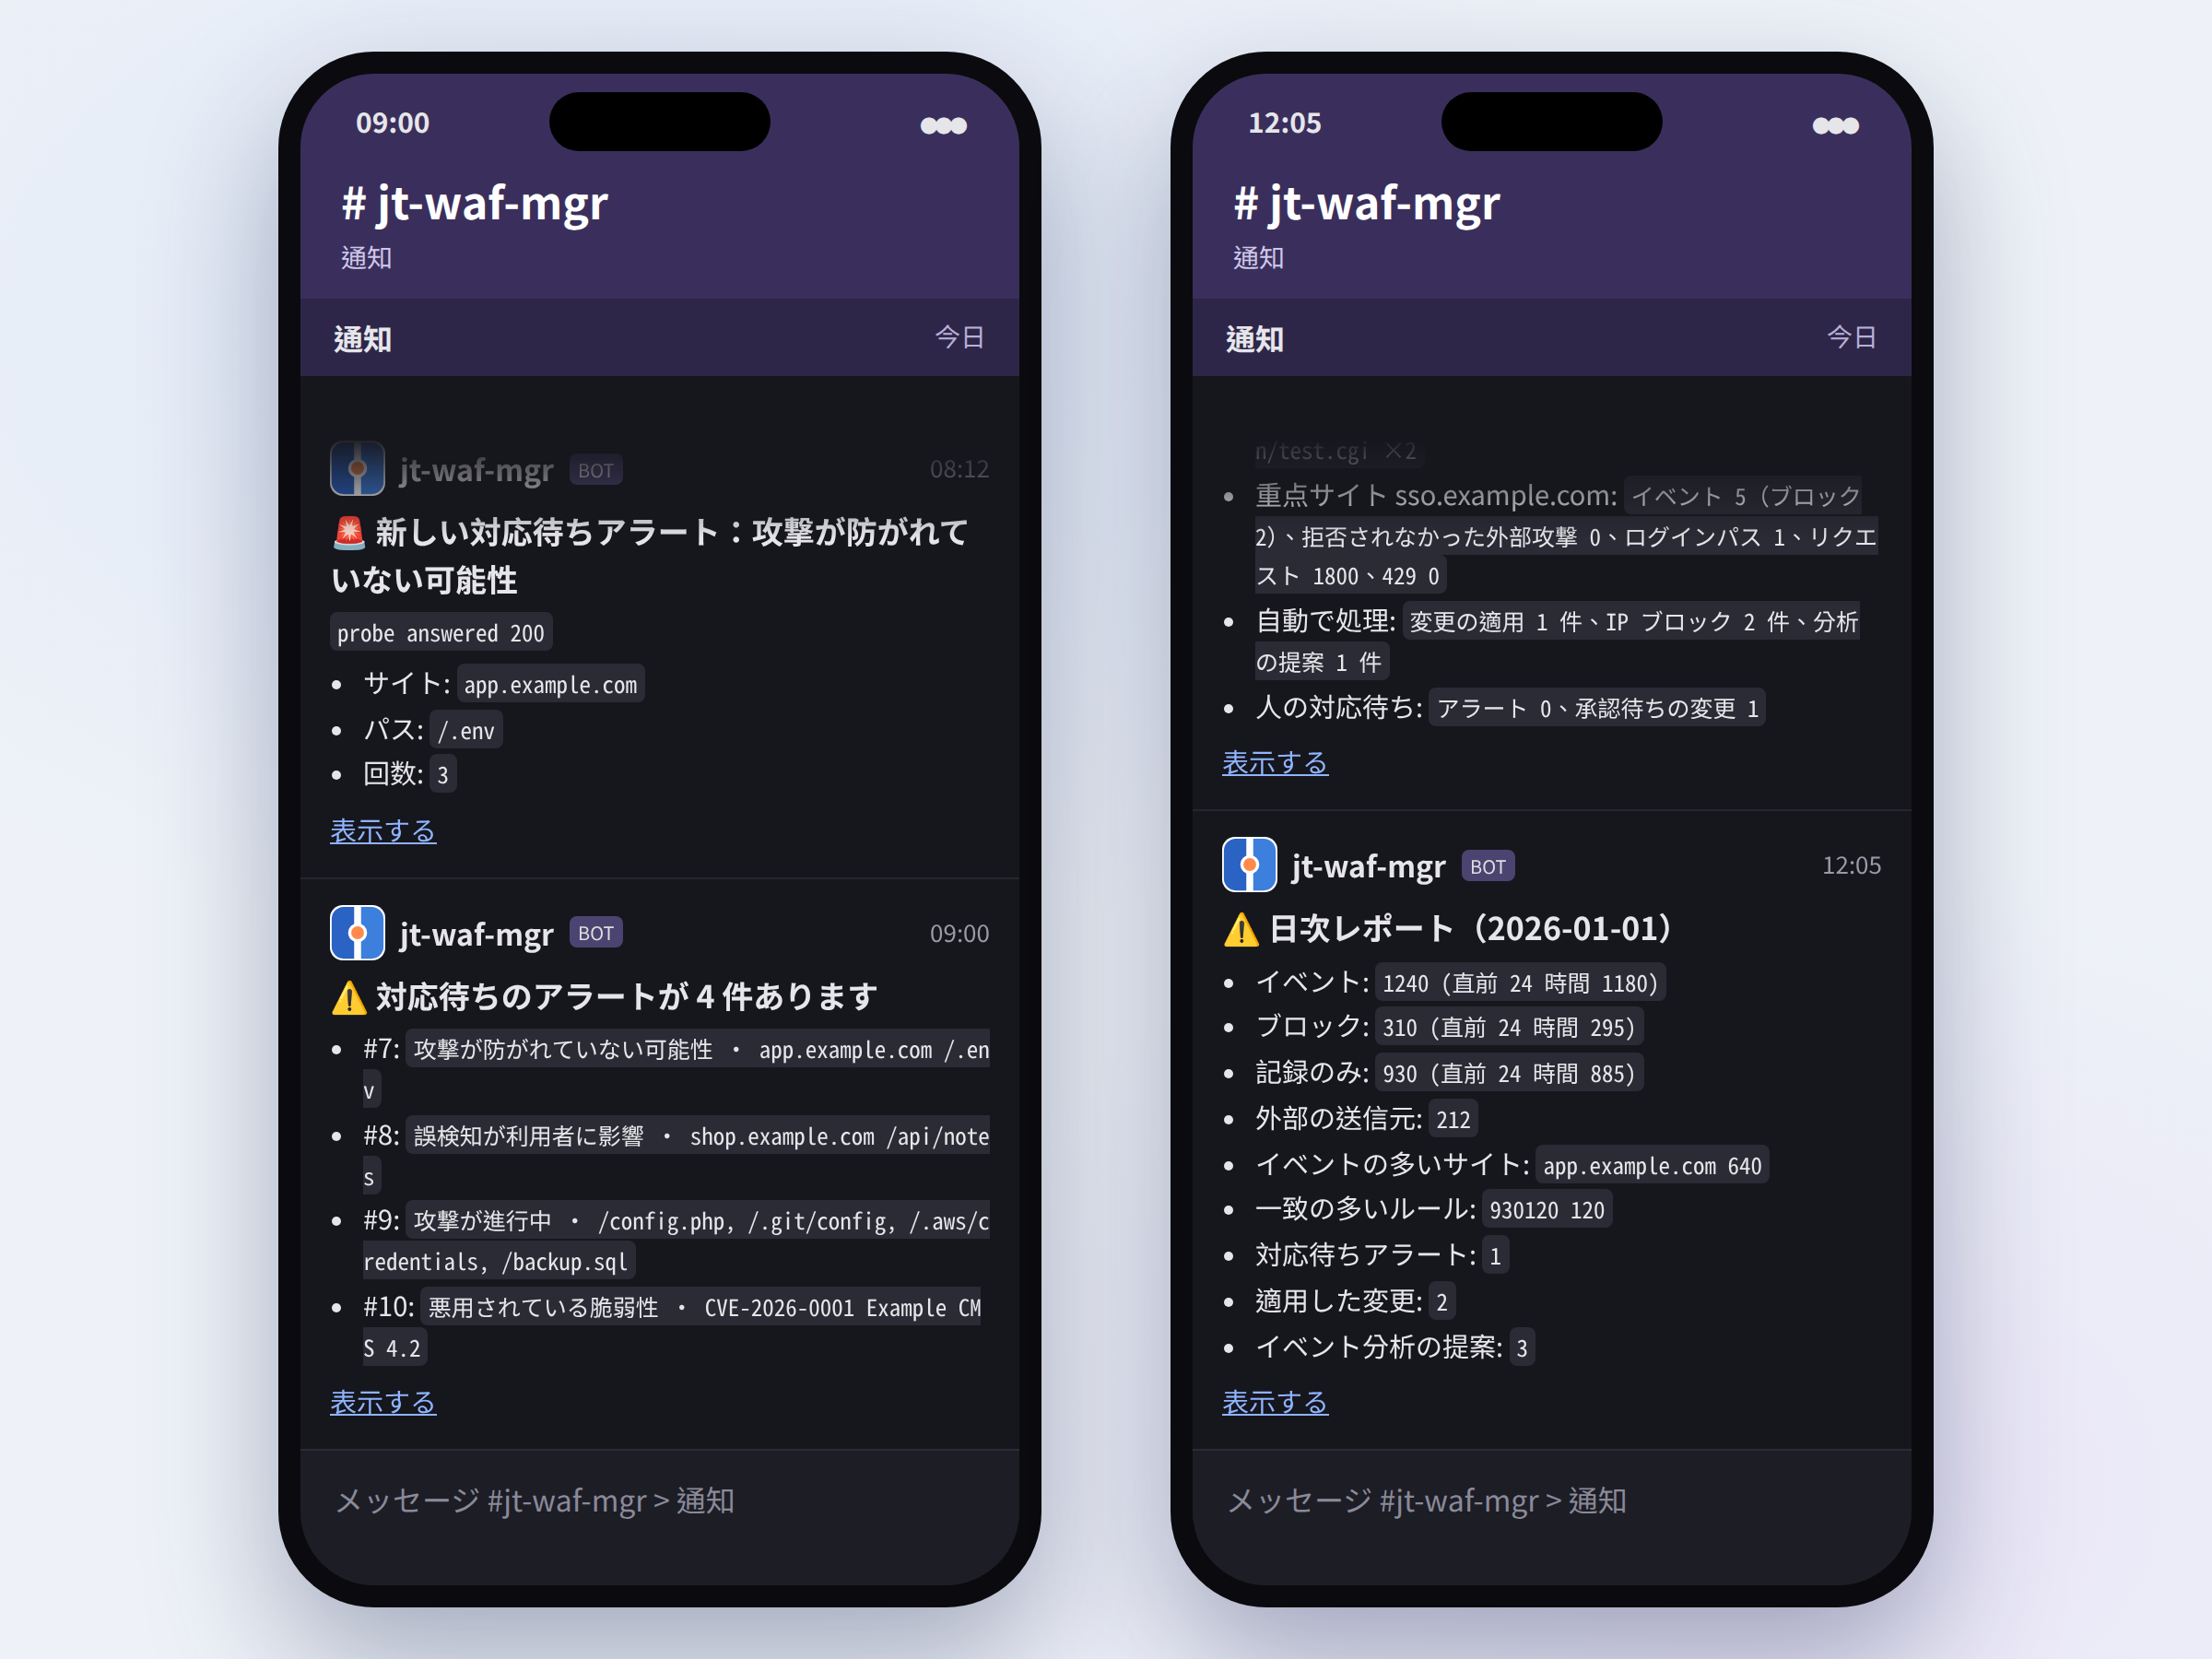 09:00
# jt-waf-mgr
通知
通知 今日
jt-waf-mgr BOT 08:12
🚨 新しい対応待ちアラート：攻撃が防がれて
いない可能性
probe answered 200
• サイト: app.example.com
• パス: /.env
• 回数: 3
表示する
jt-waf-mgr BOT 09:00
⚠️ 対応待ちのアラートが 4 件あります
• #7: 攻撃が防がれていない可能性 ・ app.example.com /.en
v
• #8: 誤検知が利用者に影響 ・ shop.example.com /api/note
s
• #9: 攻撃が進行中 ・ /config.php, /.git/config, /.aws/c
redentials, /backup.sql
• #10: 悪用されている脆弱性 ・ CVE-2026-0001 Example CM
S 4.2
表示する
メッセージ #jt-waf-mgr > 通知
12:05
# jt-waf-mgr
通知
通知 今日
n/test.cgi ×2
• 重点サイト sso.example.com: イベント 5（ブロック
2）、拒否されなかった外部攻撃 0、ログインパス 1、リクエ
スト 1800、429 0
• 自動で処理: 変更の適用 1 件、IP ブロック 2 件、分析
の提案 1 件
• 人の対応待ち: アラート 0、承認待ちの変更 1
表示する
jt-waf-mgr BOT 12:05
⚠️ 日次レポート（2026-01-01）
• イベント: 1240（直前 24 時間 1180）
• ブロック: 310（直前 24 時間 295）
• 記録のみ: 930（直前 24 時間 885）
• 外部の送信元: 212
• イベントの多いサイト: app.example.com 640
• 一致の多いルール: 930120 120
• 対応待ちアラート: 1
• 適用した変更: 2
• イベント分析の提案: 3
表示する
メッセージ #jt-waf-mgr > 通知